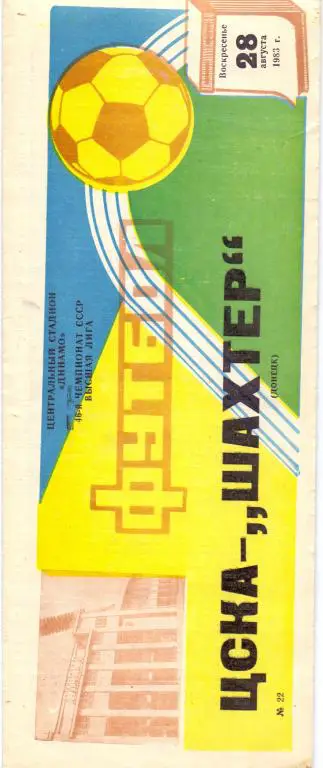 ЦЕНТРАЛЬНЫЙ СТАДИОН
«ДИНАМО»
46-й ЧЕМПИОНАТ СССР
ВЫСШАЯ ЛИГА
ФУТБОЛ
Воскресенье
28
августа
1983 г.
ЦСКА–„ШАХТЕР“
(ДОНЕЦК)
№ 22